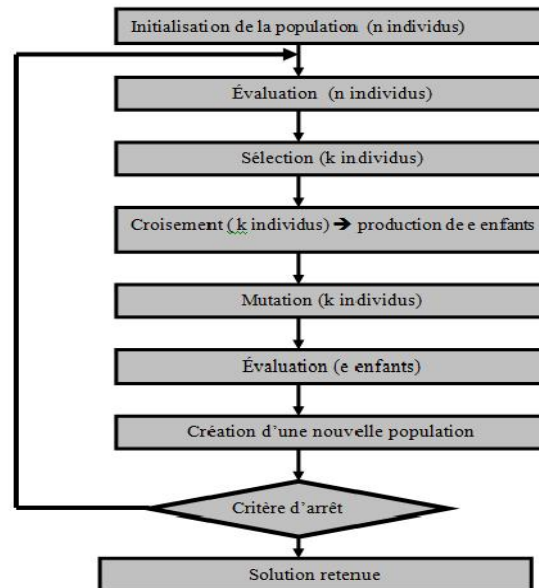 Initialisation de la population (n individus)
Évaluation (n individus)
Sélection (k individus)
Croisement ( k individus) ➔ production de e enfants
Mutation (k individus)
Évaluation (e enfants)
Création d’une nouvelle population
Critère d’arrêt
Solution retenue